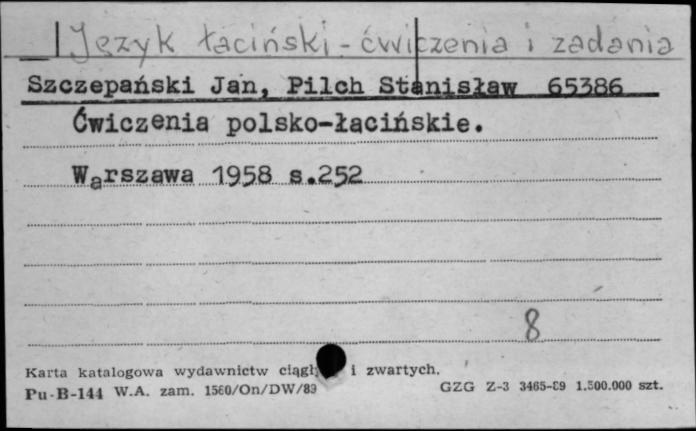 Język łaciński - ćwiczenia i zadania
Szczepański Jan, Pilch Stanisław 65386
Ćwiczenia polsko-łacińskie.
Warszawa 1958 s.252
8
Karta katalogowa wydawnictw i zwartych.
Pu-B-144 W.A. zam. 1560/On/DW/89 GZG Z-3 3465-89 1.500.000 szt.